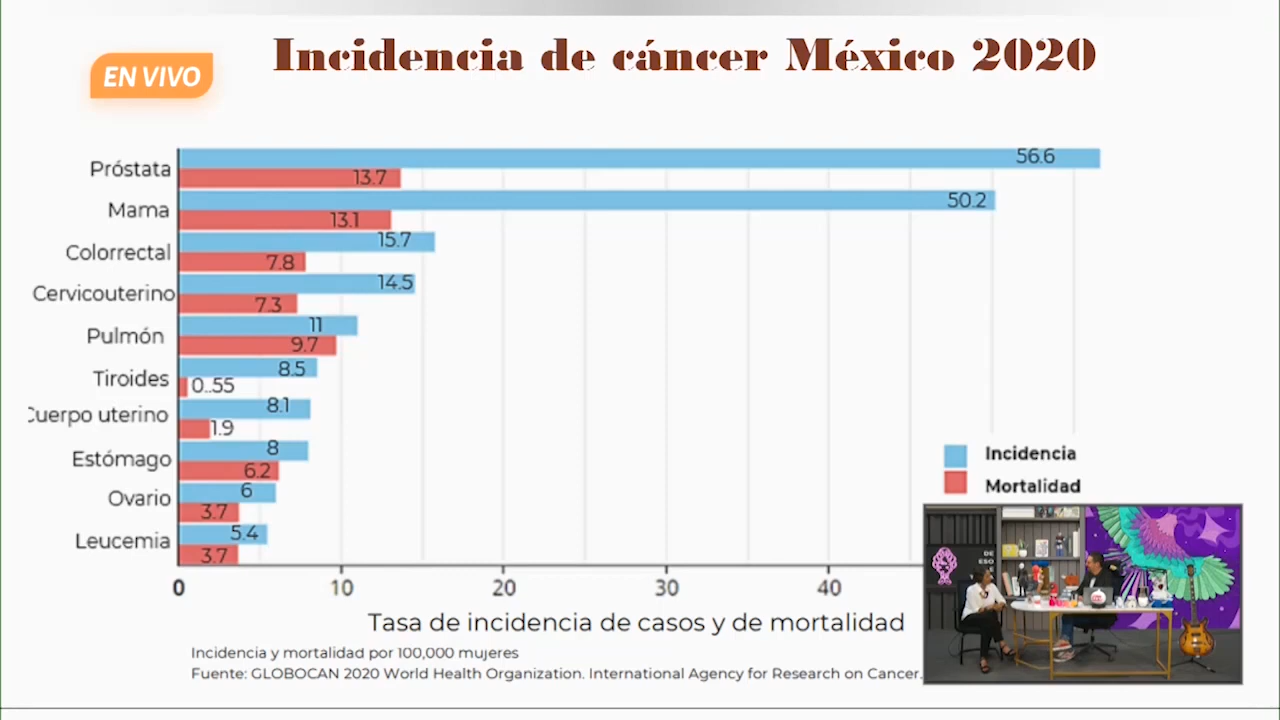 Incidencia de cáncer México 2020
EN VIVO
Próstata 56.6
13.7
Mama 50.2
13.1
Colorrectal 15.7
7.8
Cervicouterino 14.5
7.3
Pulmón 11
9.7
Tiroides 8.5
0..55
Cuerpo uterino 8.1
1.9
Estómago 8
6.2
Ovario 6
3.7
Leucemia 5.4
3.7
Incidencia
Mortalidad
DE
ESO
0 10 20 30 40
Tasa de incidencia de casos y de mortalidad
Incidencia y mortalidad por 100,000 mujeres
Fuente: GLOBOCAN 2020 World Health Organization. International Agency for Research on Cancer.